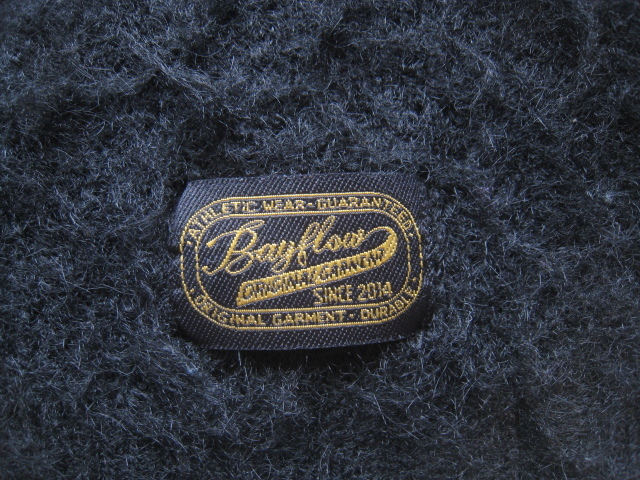 ATHLETIC WEAR - GUARANTEED
Bayflow
SINCE 2014
ORIGINAL GARMENT - DURABLE